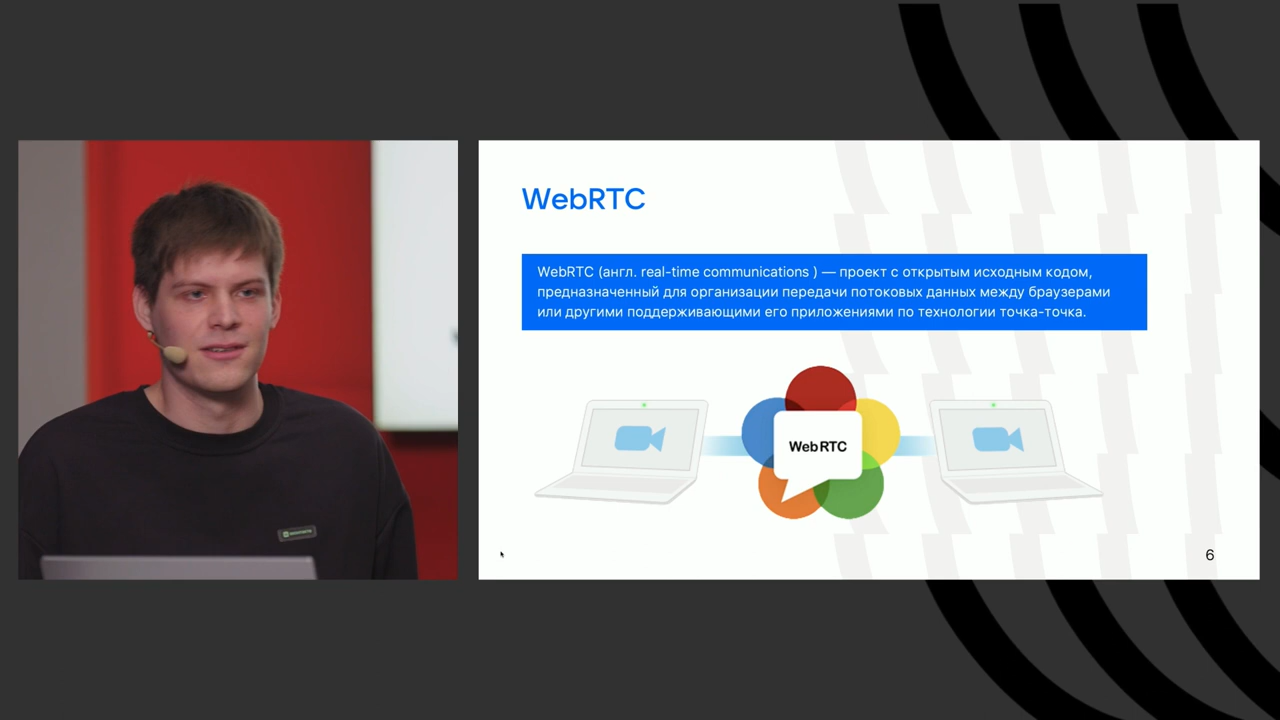 WebRTC
WebRTC (англ. real-time communications ) — проект с открытым исходным кодом,
предназначенный для организации передачи потоковых данных между браузерами
или другими поддерживающими его приложениями по технологии точка-точка.
WebRTC
6